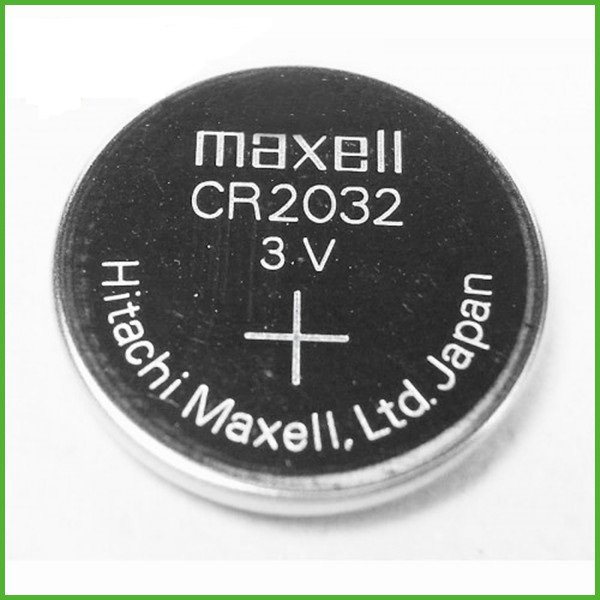 maxell
CR2032
3 V
+
Hitachi Maxell, Ltd. Japan